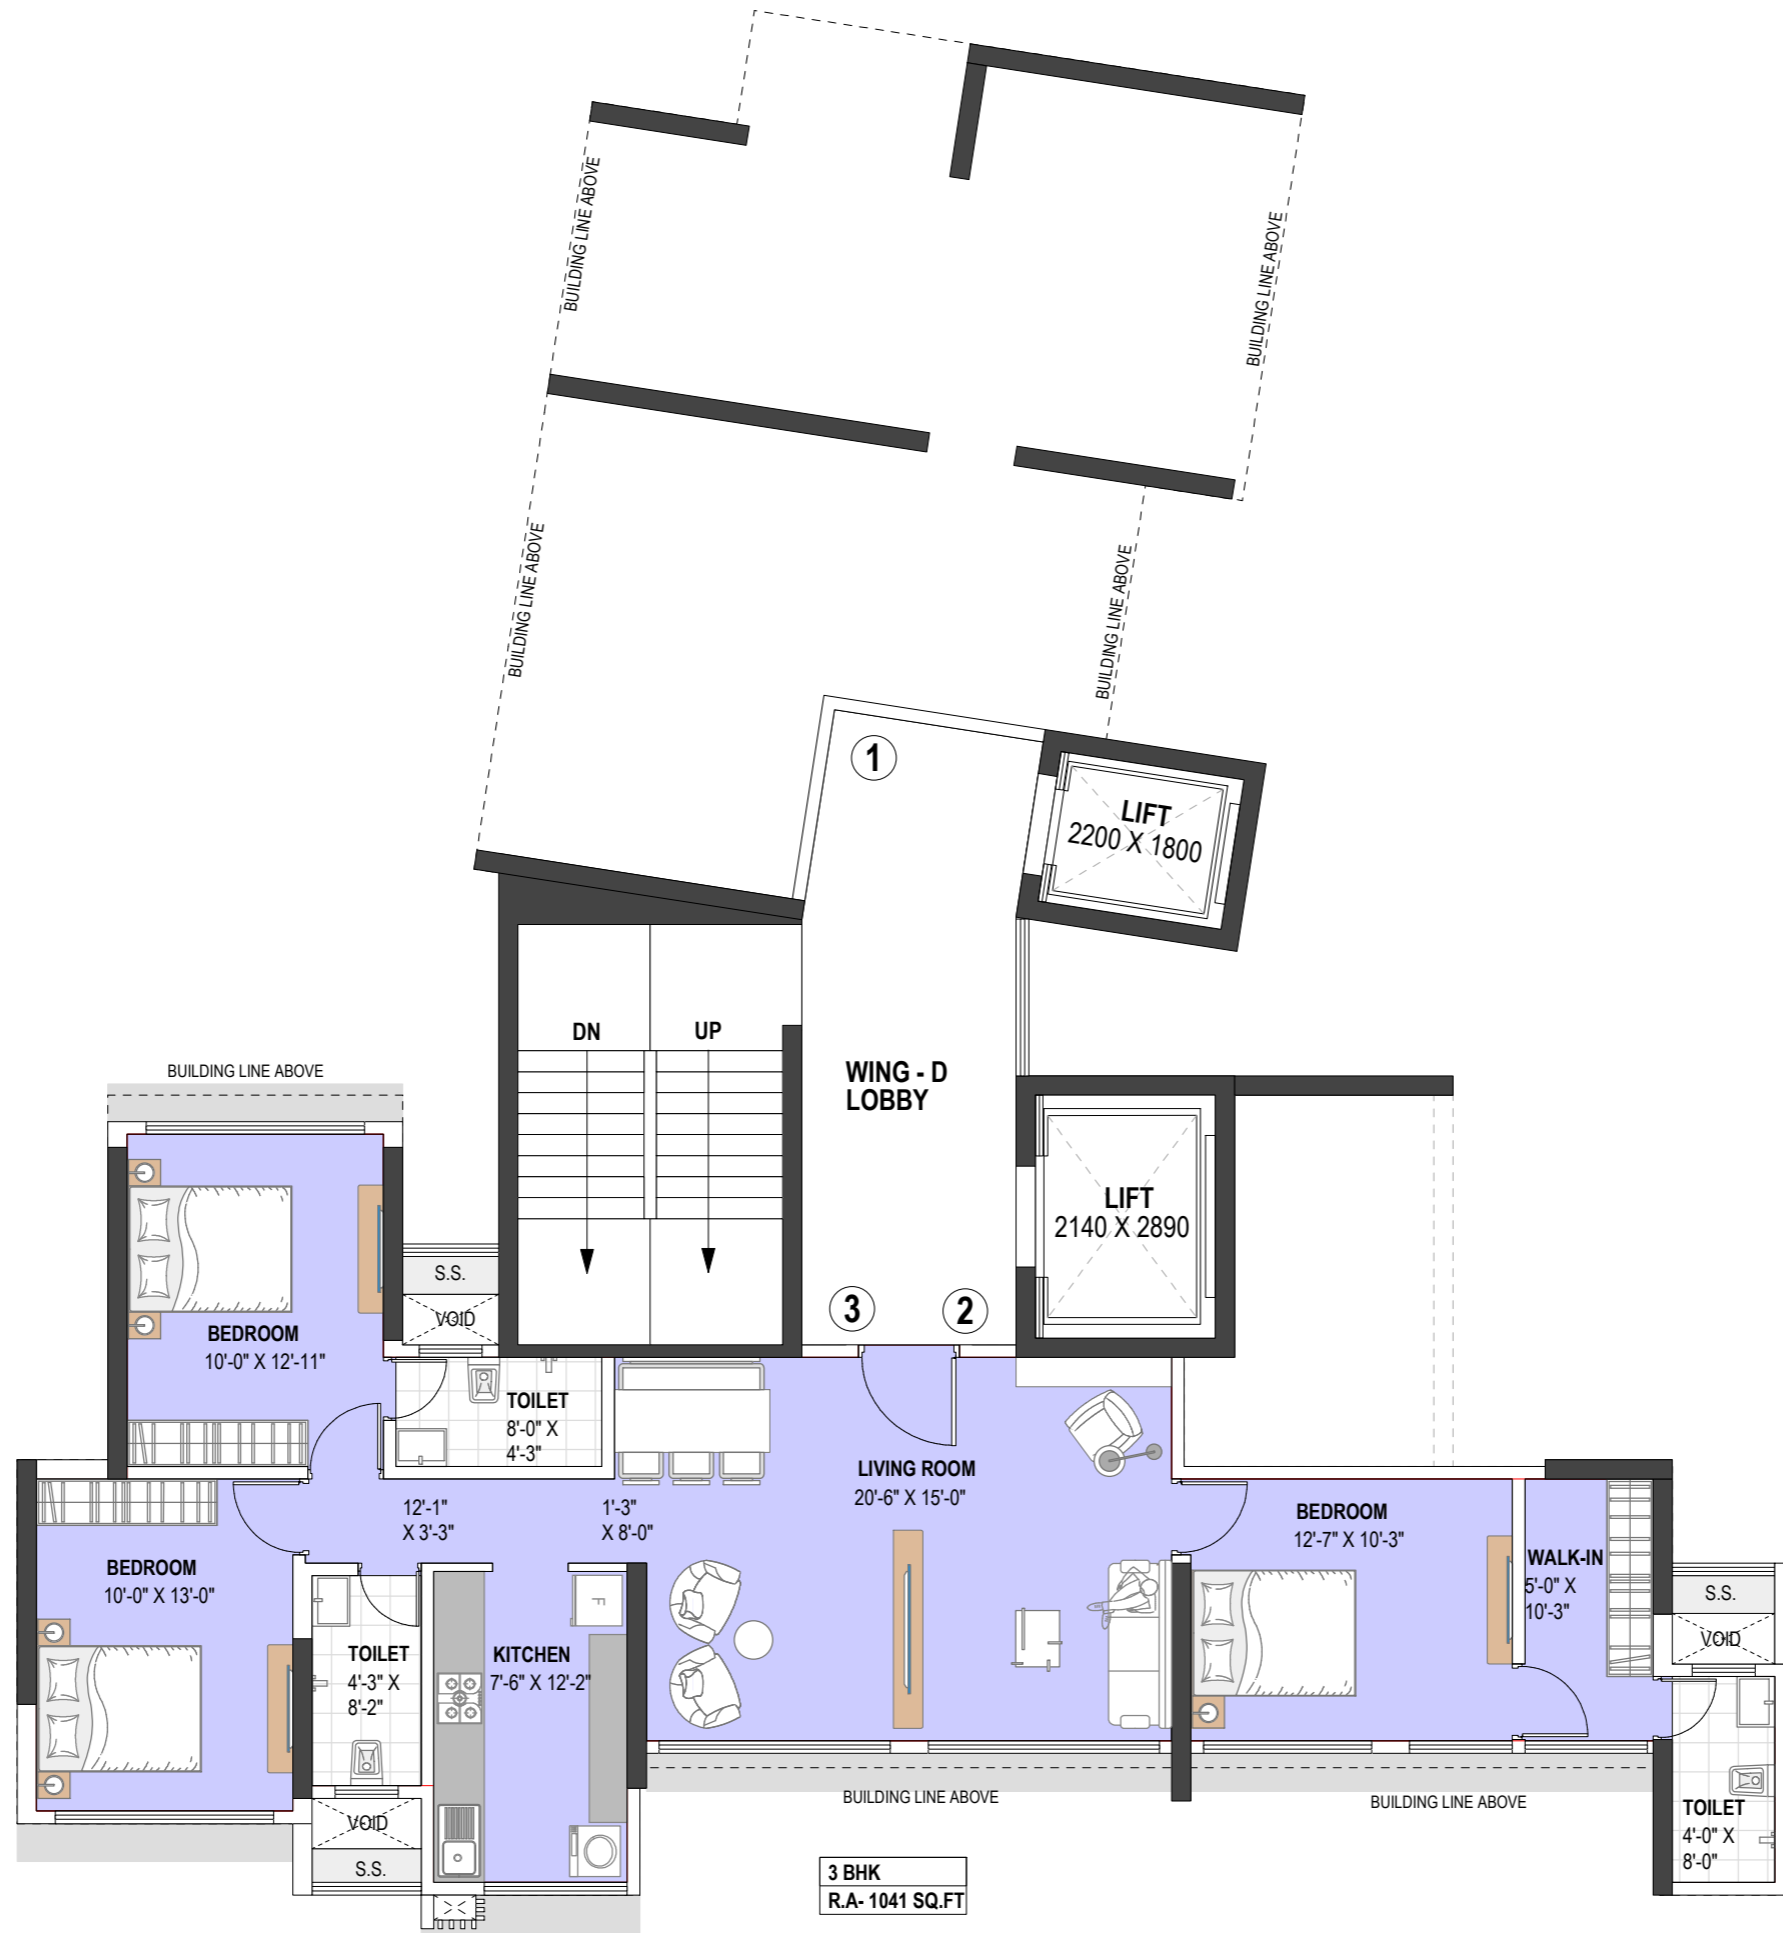 BUILDING LINE ABOVE
BUILDING LINE ABOVE
BUILDING LINE ABOVE
BUILDING LINE ABOVE
1
LIFT
2200 X 1800
DN
UP
WING - D
LOBBY
BUILDING LINE ABOVE
LIFT
2140 X 2890
S.S.
VOID
3
2
BEDROOM
10'-0" X 12'-11"
TOILET
8'-0" X
4'-3"
LIVING ROOM
20'-6" X 15'-0"
12'-1"
X 3'-3"
1'-3"
X 8'-0"
BEDROOM
12'-7" X 10'-3"
BEDROOM
10'-0" X 13'-0"
WALK-IN
5'-0" X
10'-3"
S.S.
VOID
F
TOILET
4'-3" X
8'-2"
KITCHEN
7'-6" X 12'-2"
VOID
S.S.
BUILDING LINE ABOVE
BUILDING LINE ABOVE
TOILET
4'-0" X
8'-0"
3 BHK
R.A- 1041 SQ.FT